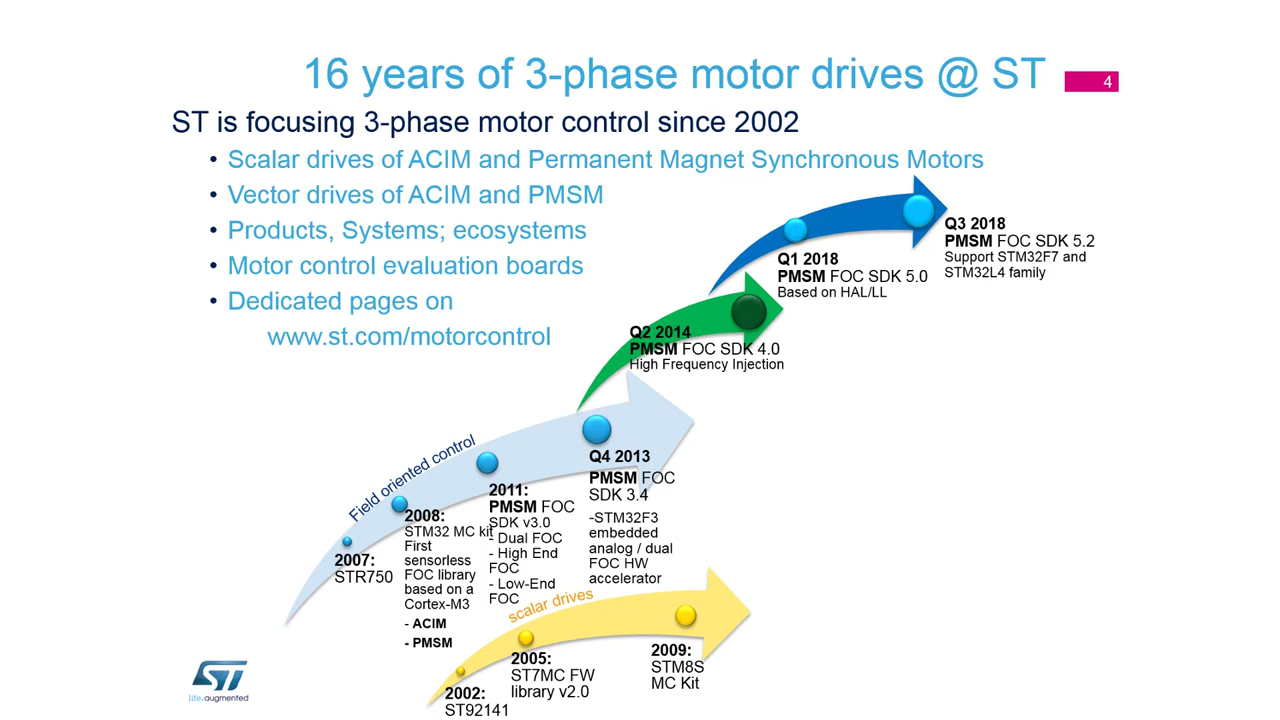 16 years of 3-phase motor drives @ ST
4
ST is focusing 3-phase motor control since 2002
• Scalar drives of ACIM and Permanent Magnet Synchronous Motors
• Vector drives of ACIM and PMSM
• Products, Systems; ecosystems
• Motor control evaluation boards
• Dedicated pages on
www.st.com/motorcontrol
Q3 2018
PMSM FOC SDK 5.2
Support STM32F7 and
STM32L4 family
Q1 2018
PMSM FOC SDK 5.0
Based on HAL/LL
Q2 2014
PMSM FOC SDK 4.0
High Frequency Injection
Field oriented control
Q4 2013
PMSM FOC
SDK 3.4
-STM32F3
embedded
analog / dual
FOC HW
accelerator
2011:
PMSM FOC
SDK v3.0
- Dual FOC
- High End
FOC
- Low-End
FOC
2008:
STM32 MC kit
First
sensorless
FOC library
based on a
Cortex-M3
- ACIM
- PMSM
2007:
STR750
scalar drives
2009:
STM8S
MC Kit
2005:
ST7MC FW
library v2.0
2002:
ST92141
ST
life.augmented